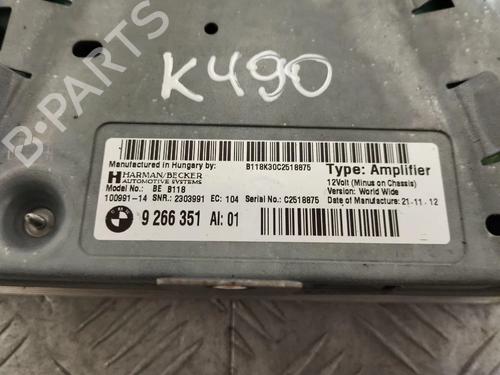 K490
B-PARTS
Manufactured in Hungary by: B118K30C2518875 Type: Amplifier
HARMAN/BECKER
AUTOMOTIVE SYSTEMS
12Volt (Minus on Chassis)
Model No.: BE B118 Version: World Wide
100991-14 SNR.: 2303991 EC: 104 Serial No.: C2518875 Date of Manufacture: 21.11.12
BMW 9 266 351 AI: 01